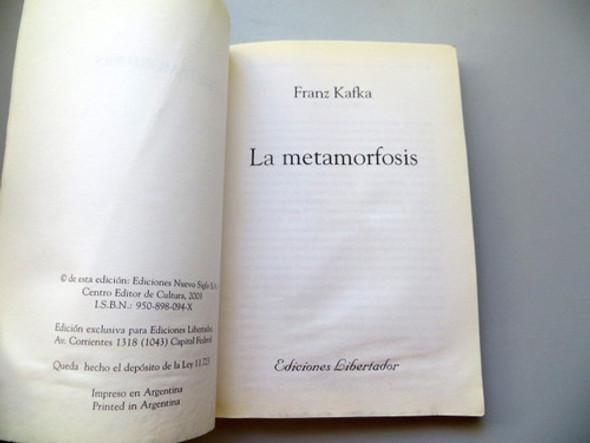 © de esta edición: Ediciones Nuevo Siglo S.A.
Centro Editor de Cultura, 2003
I.S.B.N.: 950-898-094-X
Edición exclusiva para Ediciones Libertador
Av. Corrientes 1318 (1043) Capital Federal
Queda hecho el depósito de la Ley 11.723
Impreso en Argentina
Printed in Argentina
Franz Kafka
La metamorfosis
Ediciones Libertador